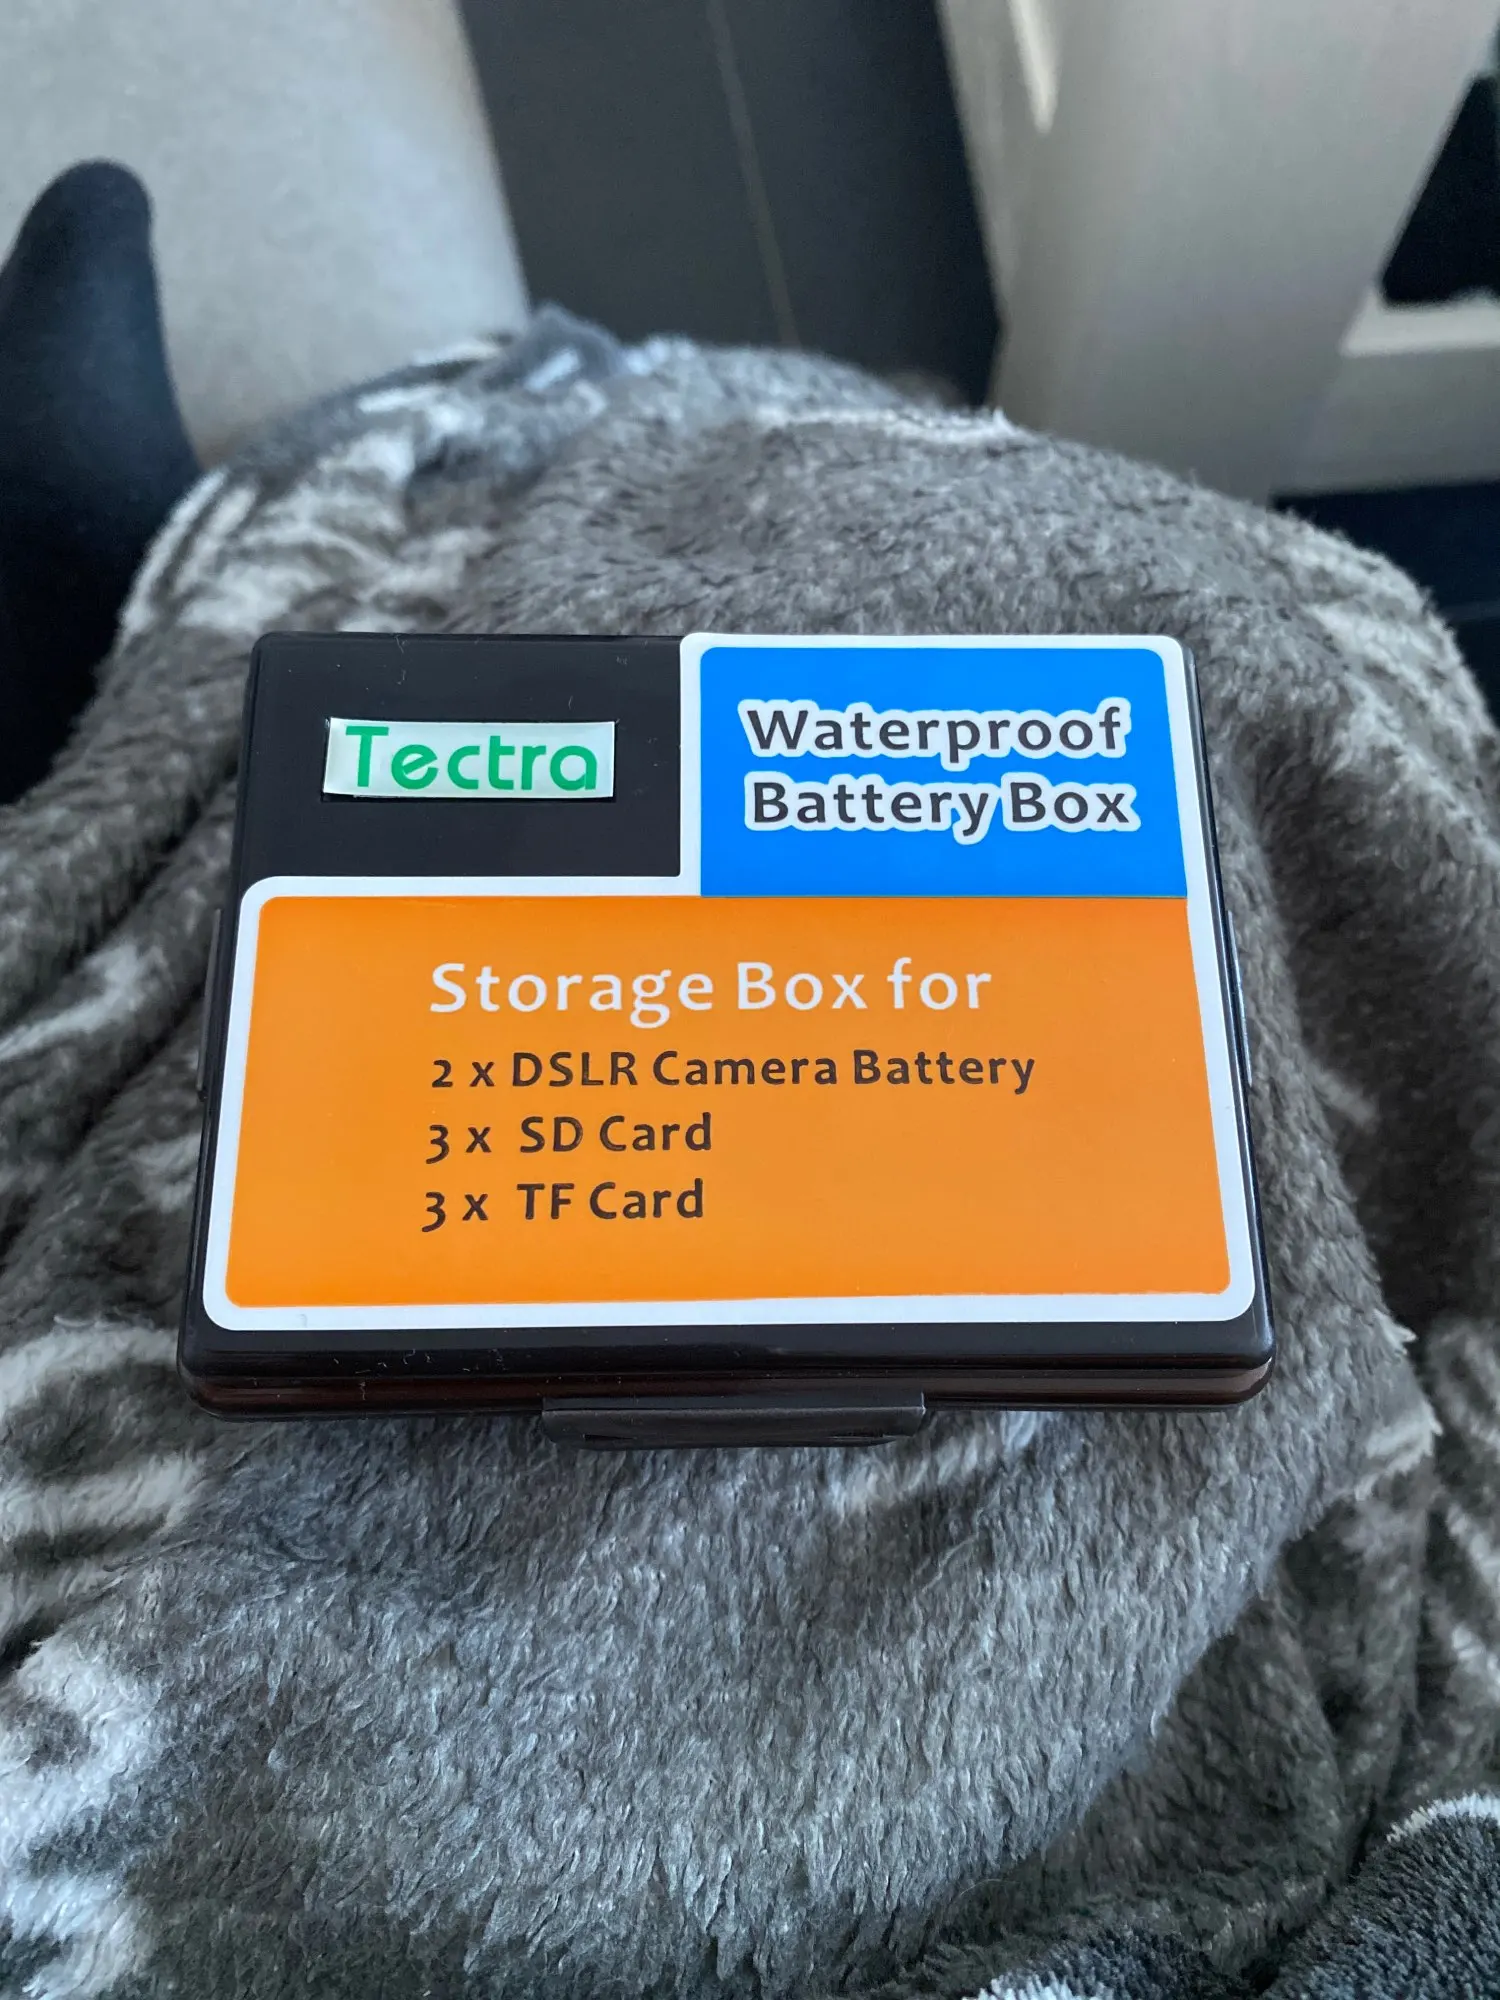 Tectra
Waterproof
Battery Box
Storage Box for
2 x DSLR Camera Battery
3 x SD Card
3 x TF Card